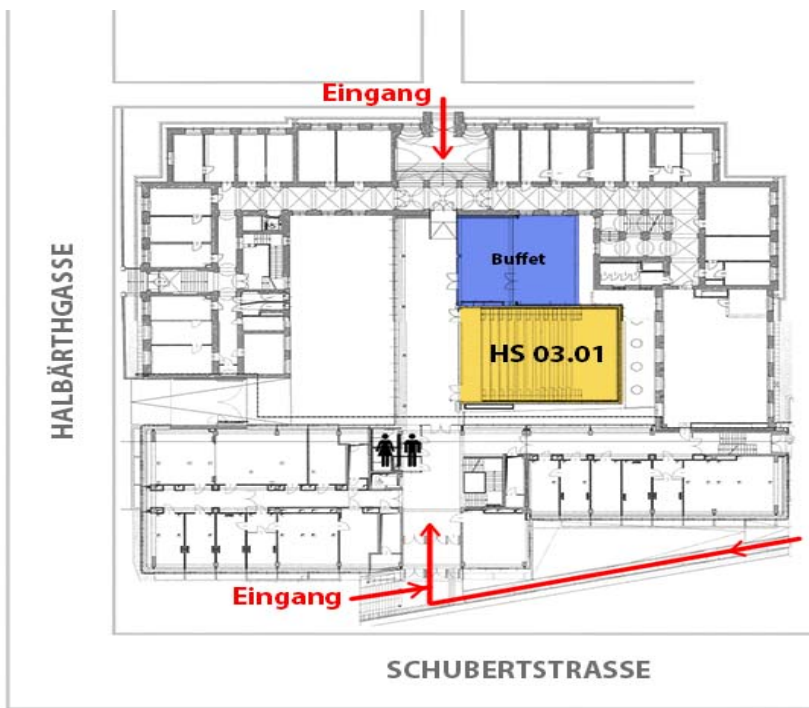 Eingang
HALBÄRTHGASSE
Buffet
HS 03.01
Eingang
SCHUBERTSTRASSE